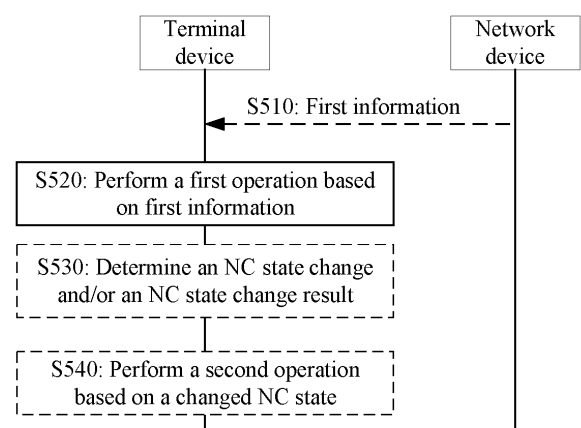 Terminal
device
Network
device
S510: First information
S520: Perform a first operation based
on first information
S530: Determine an NC state change
and/or an NC state change result
S540: Perform a second operation
based on a changed NC state